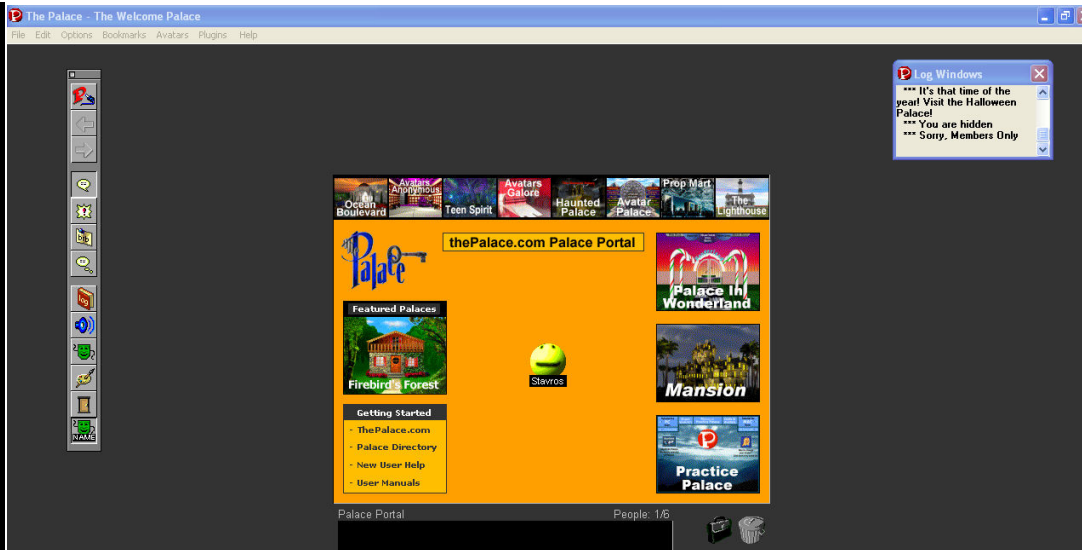 The Palace - The Welcome Palace
File Edit Options Bookmarks Avatars Plugins Help
Log Windows
*** It's that time of the
year! Visit the Halloween
Palace!
*** You are hidden
*** Sorry, Members Only
bib
log
NAME
Go
Ocean
Boulevard
Avatars
Anonymous
Teen Spirit
Avatars
Galore
Haunted
Palace
Avatar
Palace
Prop Mart
The
Lighthouse
the
Palace
thePalace.com Palace Portal
Palace In
Wonderland
Featured Palaces
Firebird's Forest
Stavros
Mansion
Getting Started
- ThePalace.com
- Palace Directory
- New User Help
- User Manuals
Practice
Palace
Palace Portal People: 1/6